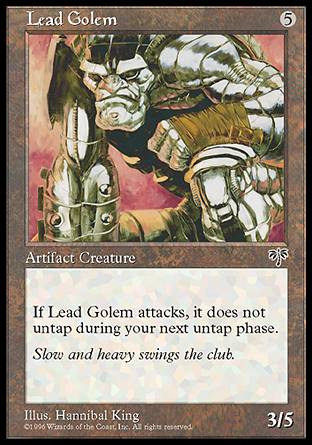 Lead Golem 5
Artifact Creature
If Lead Golem attacks, it does not
untap during your next untap phase.
Slow and heavy swings the club.
Illus. Hannibal King
©1996 Wizards of the Coast, Inc. All rights reserved.
3/5